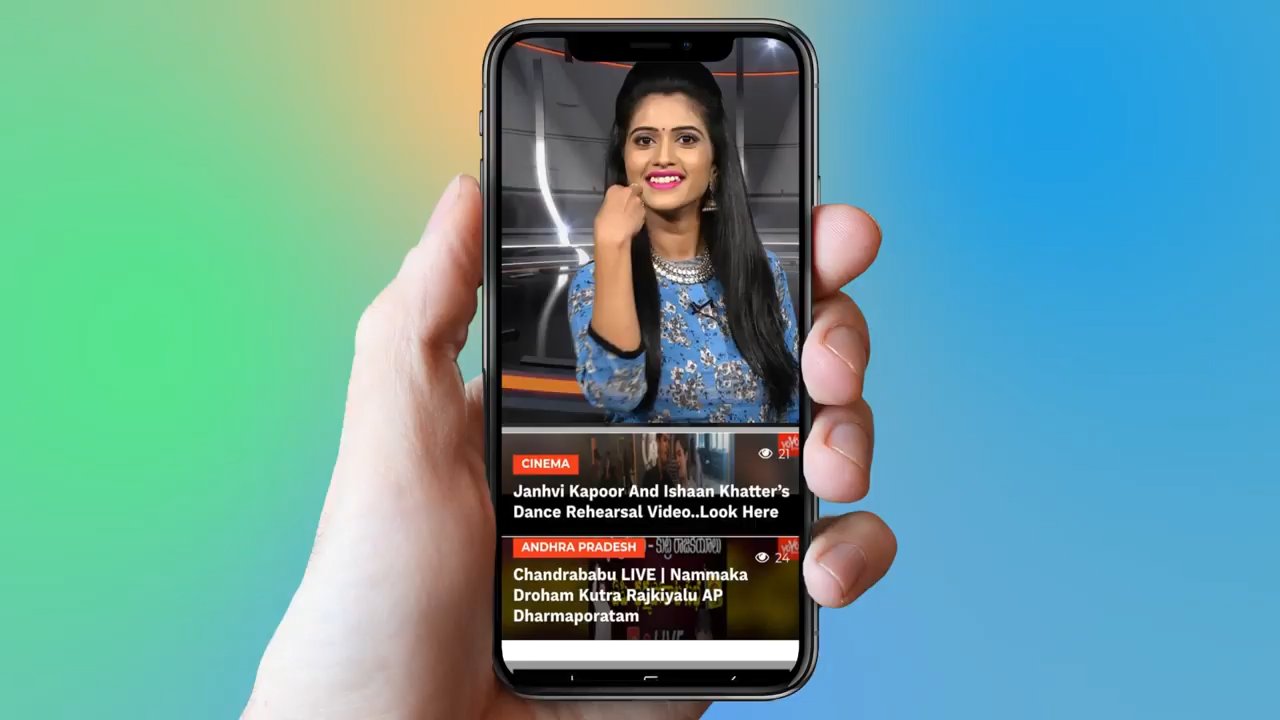 CINEMA
21
Janhvi Kapoor And Ishaan Khatter's
Dance Rehearsal Video..Look Here
ANDHRA PRADESH
24
Chandrababu LIVE | Nammaka
Droham Kutra Rajkiyalu AP
Dharmaporatam
LIVE